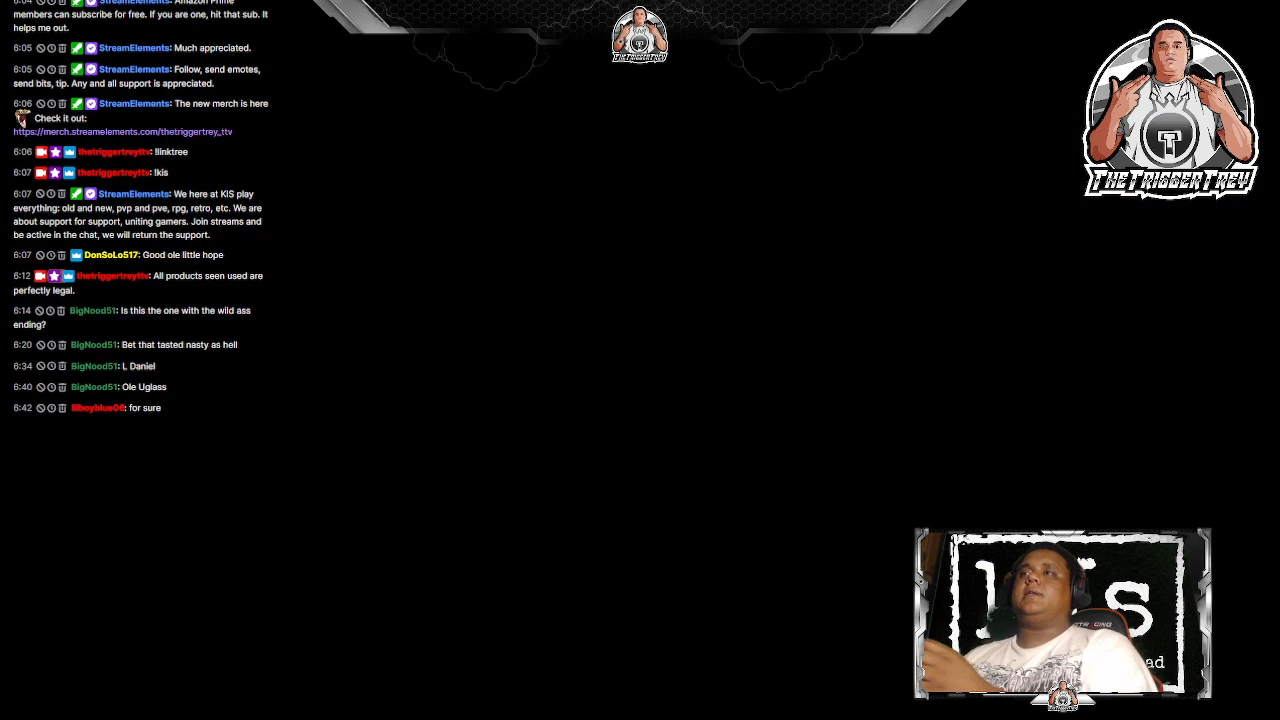 6:04 StreamElements: Amazon Prime
members can subscribe for free. If you are one, hit that sub. It
helps me out.
6:05 StreamElements: Much appreciated.
6:05 StreamElements: Follow, send emotes,
send bits, tip. Any and all support is appreciated.
6:06 StreamElements: The new merch is here
Check it out:
https://merch.streamelements.com/thetriggertrey_ttv
6:06 thetriggertreyttv: !linktree
6:07 thetriggertreyttv: !kis
6:07 StreamElements: We here at KIS play
everything: old and new, pvp and pve, rpg, retro, etc. We are
about support for support, uniting gamers. Join streams and
be active in the chat, we will return the support.
6:07 DonSoLo517: Good ole little hope
6:12 thetriggertreyttv: All products seen used are
perfectly legal.
6:14 BigNood51: Is this the one with the wild ass
ending?
6:20 BigNood51: Bet that tasted nasty as hell
6:34 BigNood51: L Daniel
6:40 BigNood51: Ole Uglass
6:42 lilboyblue06: for sure
THETRIGGERTREY
T
THETRIGGERTREY
s
GTRACING
ad
THETRIGGERTREY